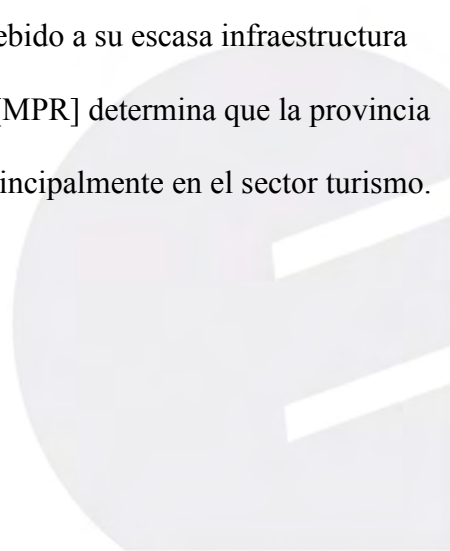 ebido a su escasa infraestructura
[MPR] determina que la provincia
incipalmente en el sector turismo.